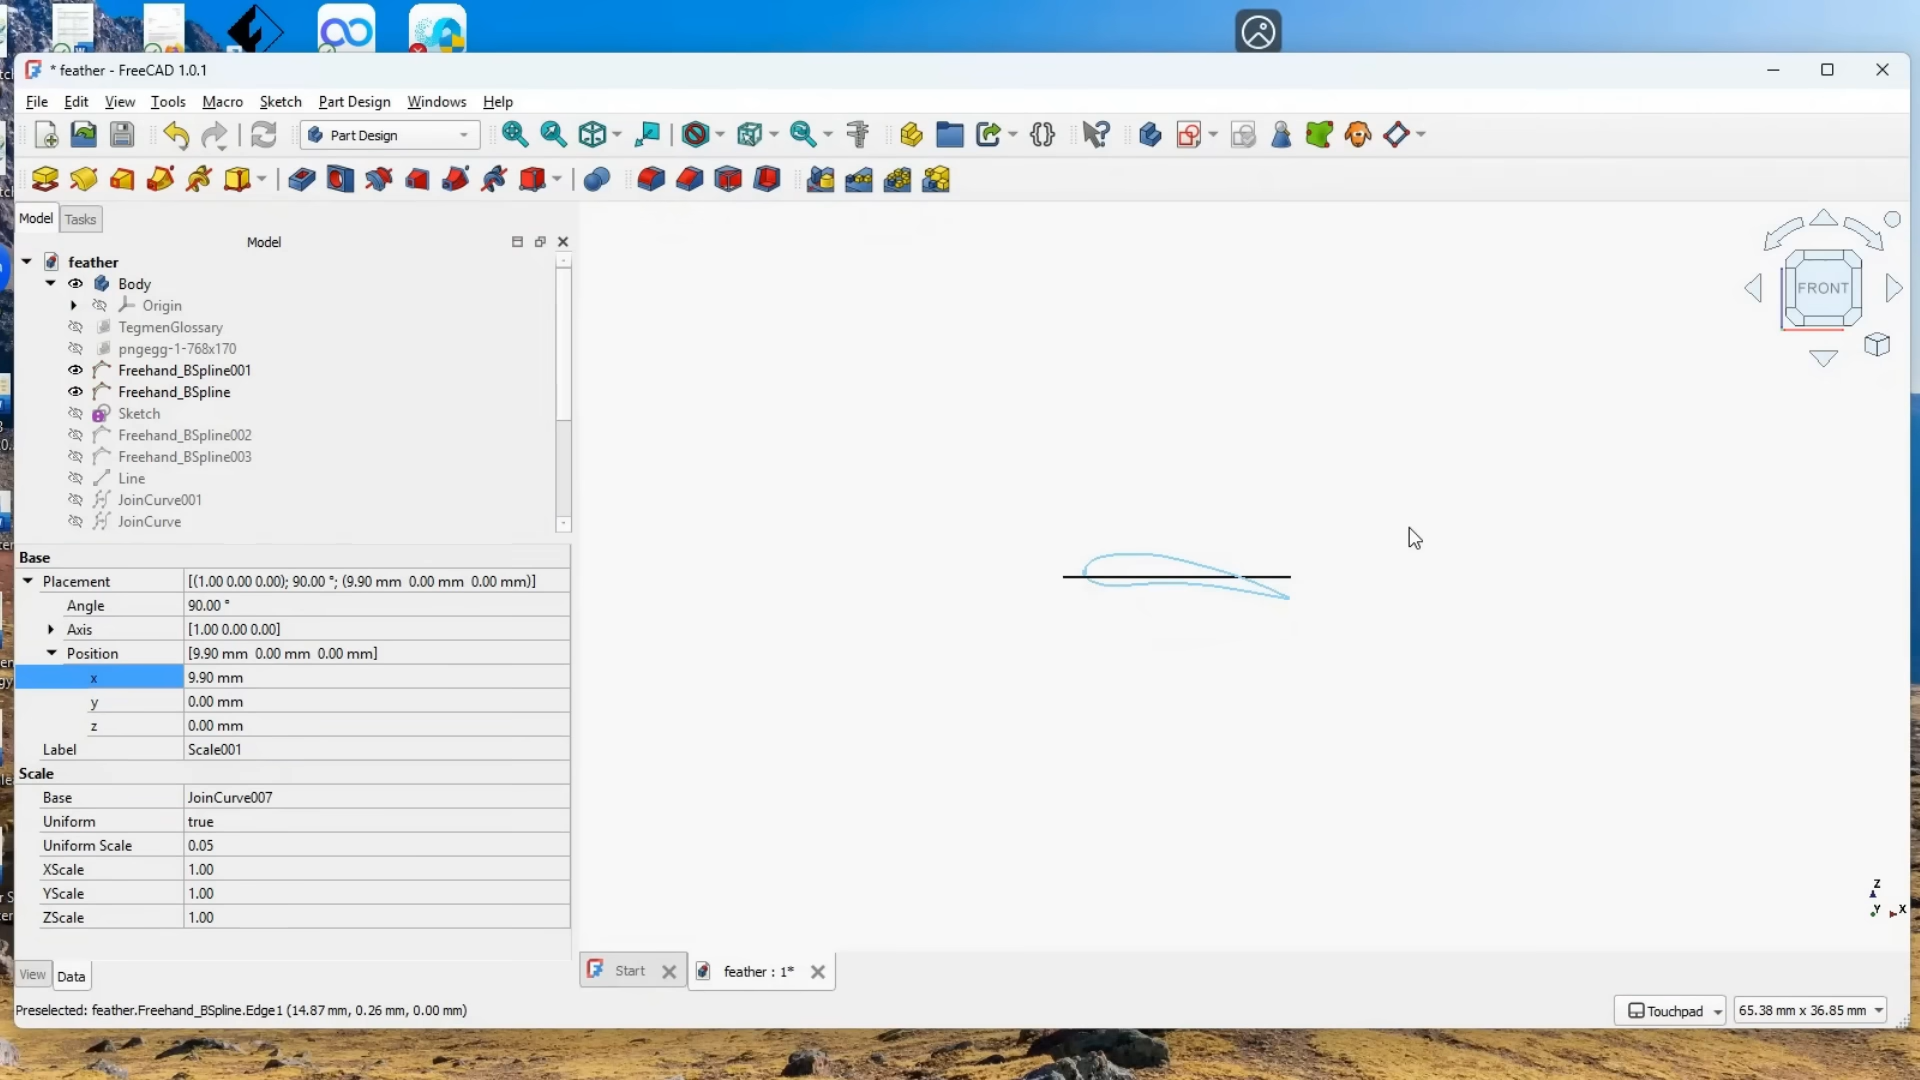 * feather - FreeCAD 1.0.1
File Edit View Tools Macro Sketch Part Design Windows Help
Part Design
Model Tasks
Model
feather
Body
Origin
TegmenGlossary
pngegg-1-768x170
Freehand_BSpline001
Freehand_BSpline
Sketch
Freehand_BSpline002
Freehand_BSpline003
Line
JoinCurve001
JoinCurve
FRONT
Base
Placement [(1.00 0.00 0.00); 90.00 °; (9.90 mm 0.00 mm 0.00 mm)]
Angle 90.00 °
Axis [1.00 0.00 0.00]
Position [9.90 mm 0.00 mm 0.00 mm]
x 9.90 mm
y 0.00 mm
z 0.00 mm
Label Scale001
Scale
Base JoinCurve007
Uniform true
Uniform Scale 0.05
XScale 1.00
YScale 1.00
ZScale 1.00
Z
Y X
View Data
Start feather : 1*
Preselected: feather.Freehand_BSpline.Edge1 (14.87 mm, 0.26 mm, 0.00 mm)
Touchpad 65.38 mm x 36.85 mm